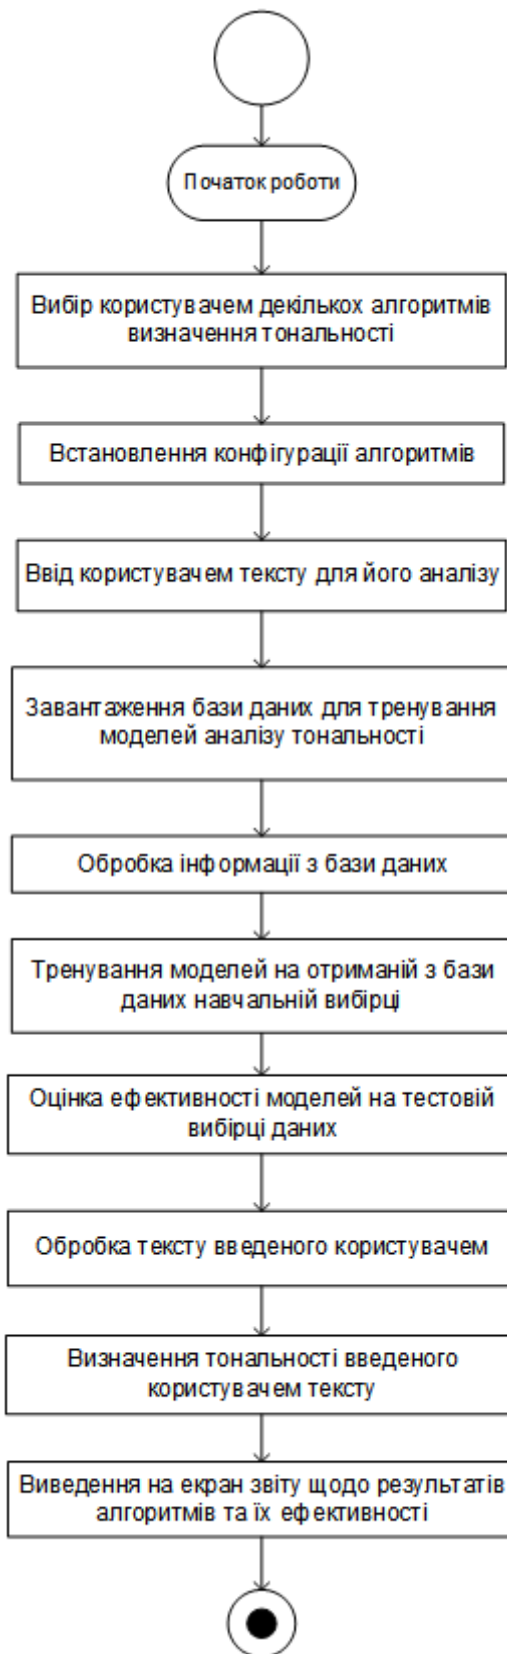 Початок роботи
Вибір користувачем декількох алгоритмів
визначення тональності
Встановлення конфігурації алгоритмів
Ввід користувачем тексту для його аналізу
Завантаження бази даних для тренування
моделей аналізу тональності
Обробка інформації з бази даних
Тренування моделей на отриманій з бази
даних навчальній вибірці
Оцінка ефективності моделей на тестовій
вибірці даних
Обробка тексту введеного користувачем
Визначення тональності введеного
користувачем тексту
Виведення на екран звіту щодо результатів
алгоритмів та їх ефективності